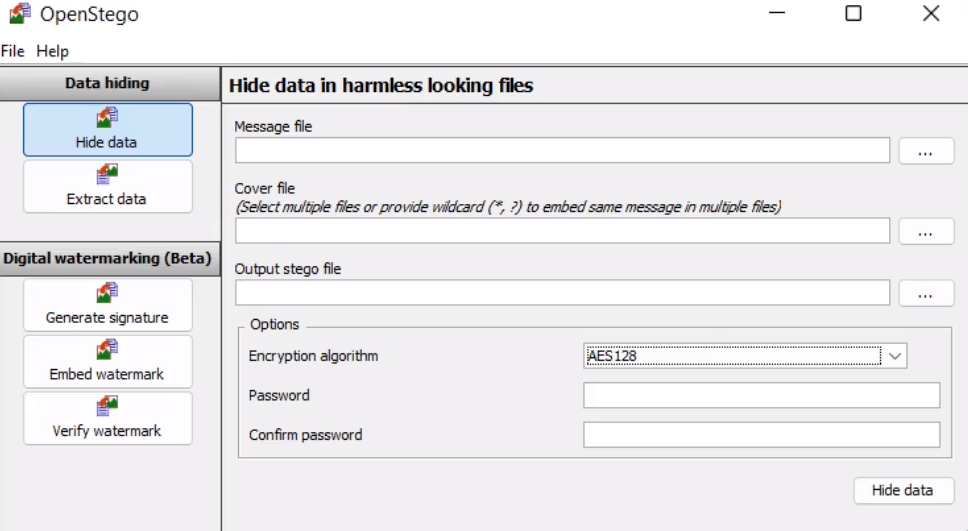 OpenStego
File Help
Data hiding
Hide data
Extract data
Digital watermarking (Beta)
Generate signature
Embed watermark
Verify watermark
Hide data in harmless looking files
Message file
...
Cover file
(Select multiple files or provide wildcard (*, ?) to embed same message in multiple files)
...
Output stego file
...
Options
Encryption algorithm
AES128
Password
Confirm password
Hide data